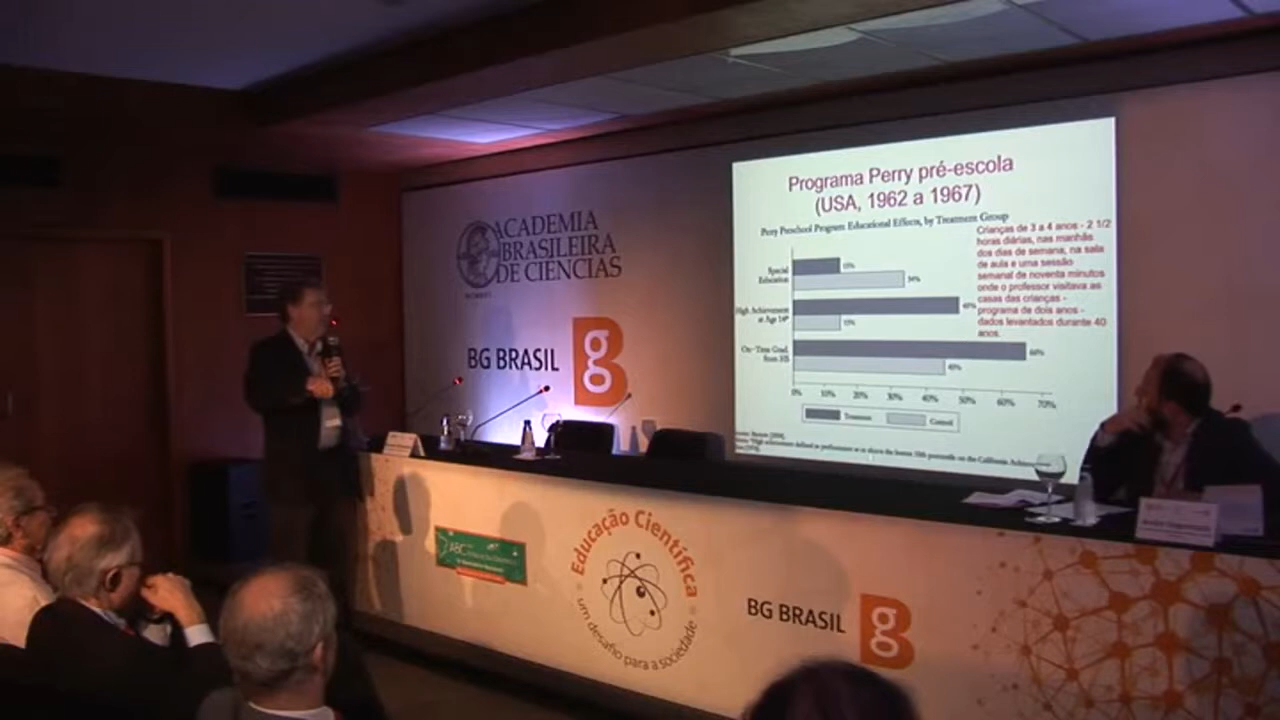 ACADEMIA
BRASILEIRA
DE CIÊNCIAS
BG BRASIL
Programa Perry pré-escola
(USA, 1962 a 1967)
Perry Preschool Program: Educational Effects, by Treatment Group
Crianças de 3 a 4 anos - 2 1/2
horas diárias, nas manhãs
dos dias de semana, na sala
de aula e uma sessão
semanal de noventa minutos
onde o professor visitava as
casas das crianças -
programa de dois anos -
dados levantados durante 40
anos.
Special
Education
15%
34%
High Achievement
at Age 14*
49%
15%
On-Time Grad.
from HS
66%
45%
0% 10% 20% 30% 40% 50% 60% 70%
Treatment
Control
ABC
Educação Científica
um desafio para a sociedade
BG BRASIL